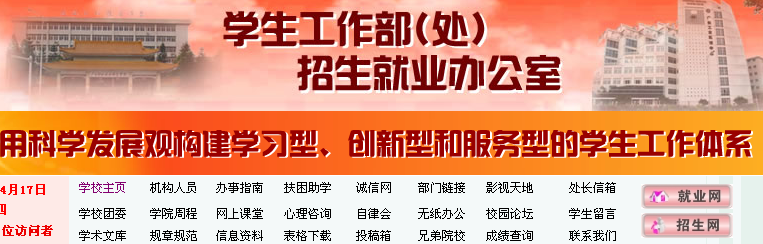 学生工作部(处)
招生就业办公室
用科学发展观构建学习型、创新型和服务型的学生工作体系
4月17日
四
位访问者
学校主页 机构人员 办事指南 扶困助学 诚信网 部门链接 影视天地 处长信箱
学校团委 学院周程 网上课堂 心理咨询 自律会 无纸办公 校园论坛 学生留言
学术文库 规章规范 信息资料 表格下载 投稿箱 兄弟院校 成绩查询 联系我们
就业网
招生网